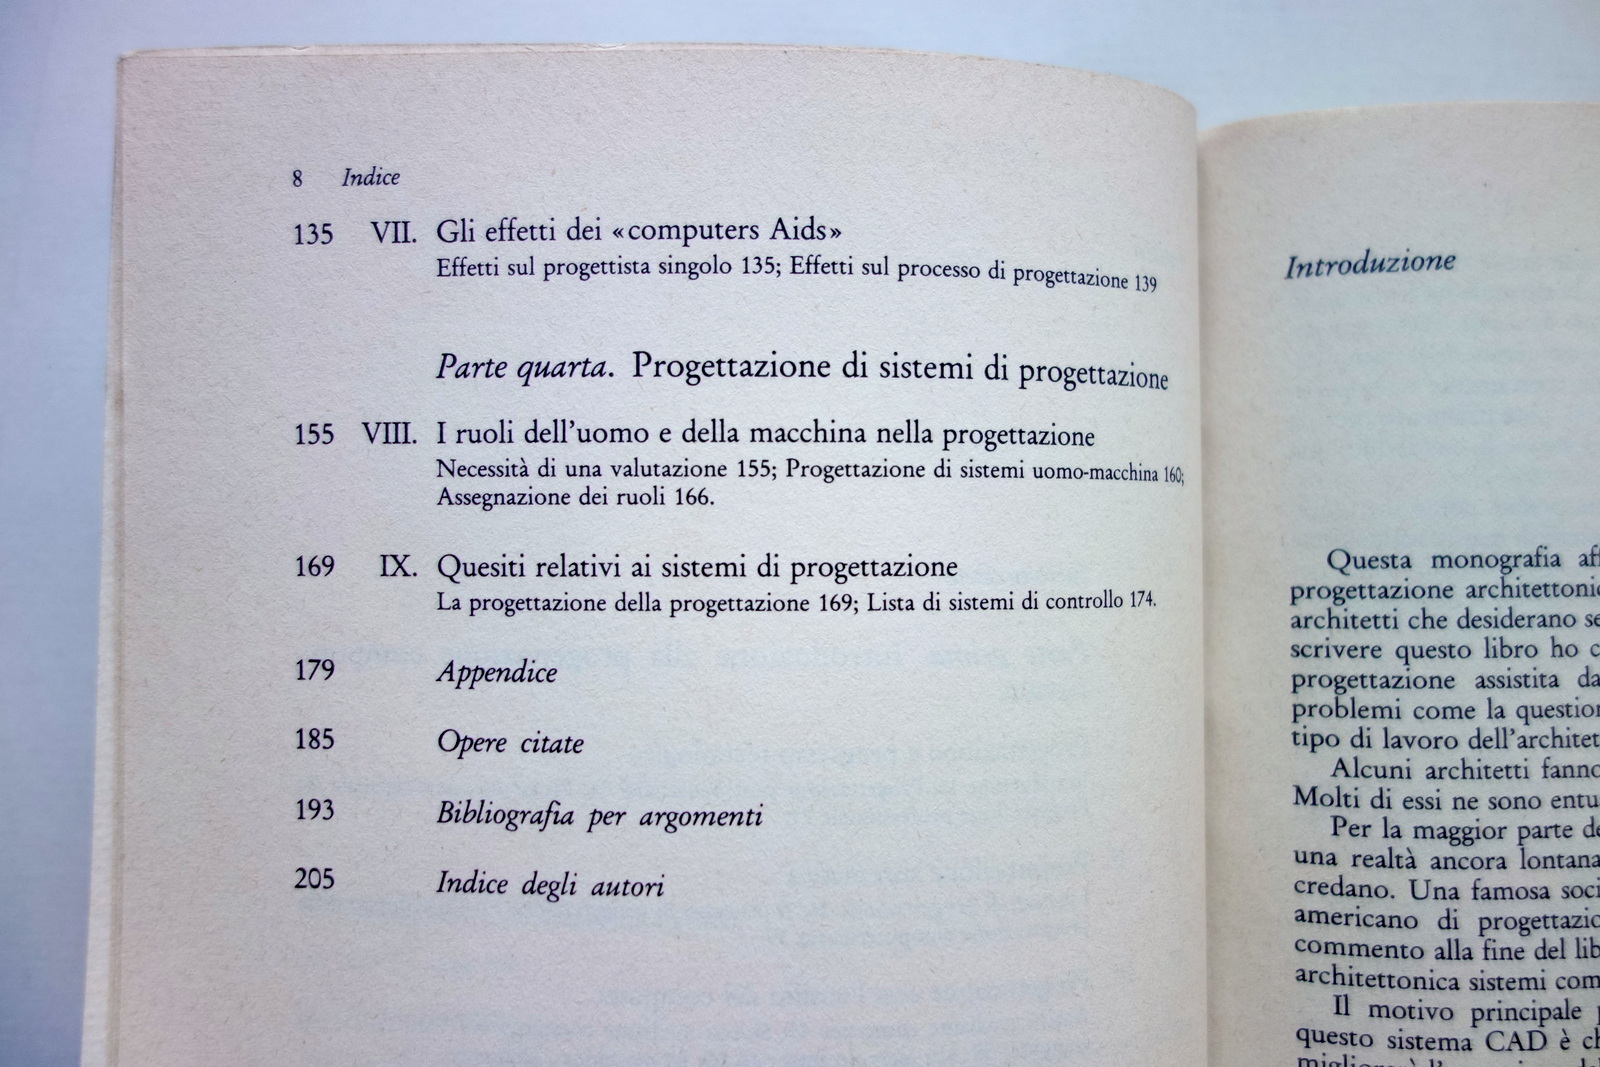 8 Indice
135 VII. Gli effetti dei «computers Aids»
Effetti sul progettista singolo 135; Effetti sul processo di progettazione 139
Parte quarta. Progettazione di sistemi di progettazione
155 VIII. I ruoli dell'uomo e della macchina nella progettazione
Necessità di una valutazione 155; Progettazione di sistemi uomo-macchina 160;
Assegnazione dei ruoli 166.
169 IX. Quesiti relativi ai sistemi di progettazione
La progettazione della progettazione 169; Lista di sistemi di controllo 174.
179 Appendice
185 Opere citate
193 Bibliografia per argomenti
205 Indice degli autori
Introduzione
Questa monografia aff
progettazione architettonic
architetti che desiderano se
scrivere questo libro ho c
progettazione assistita da
problemi come la question
tipo di lavoro dell'architet
Alcuni architetti fanno
Molti di essi ne sono entu
Per la maggior parte de
una realtà ancora lontana
credano. Una famosa soci
americano di progettazio
commento alla fine del lib
architettonica sistemi com
Il motivo principale
questo sistema CAD è ch